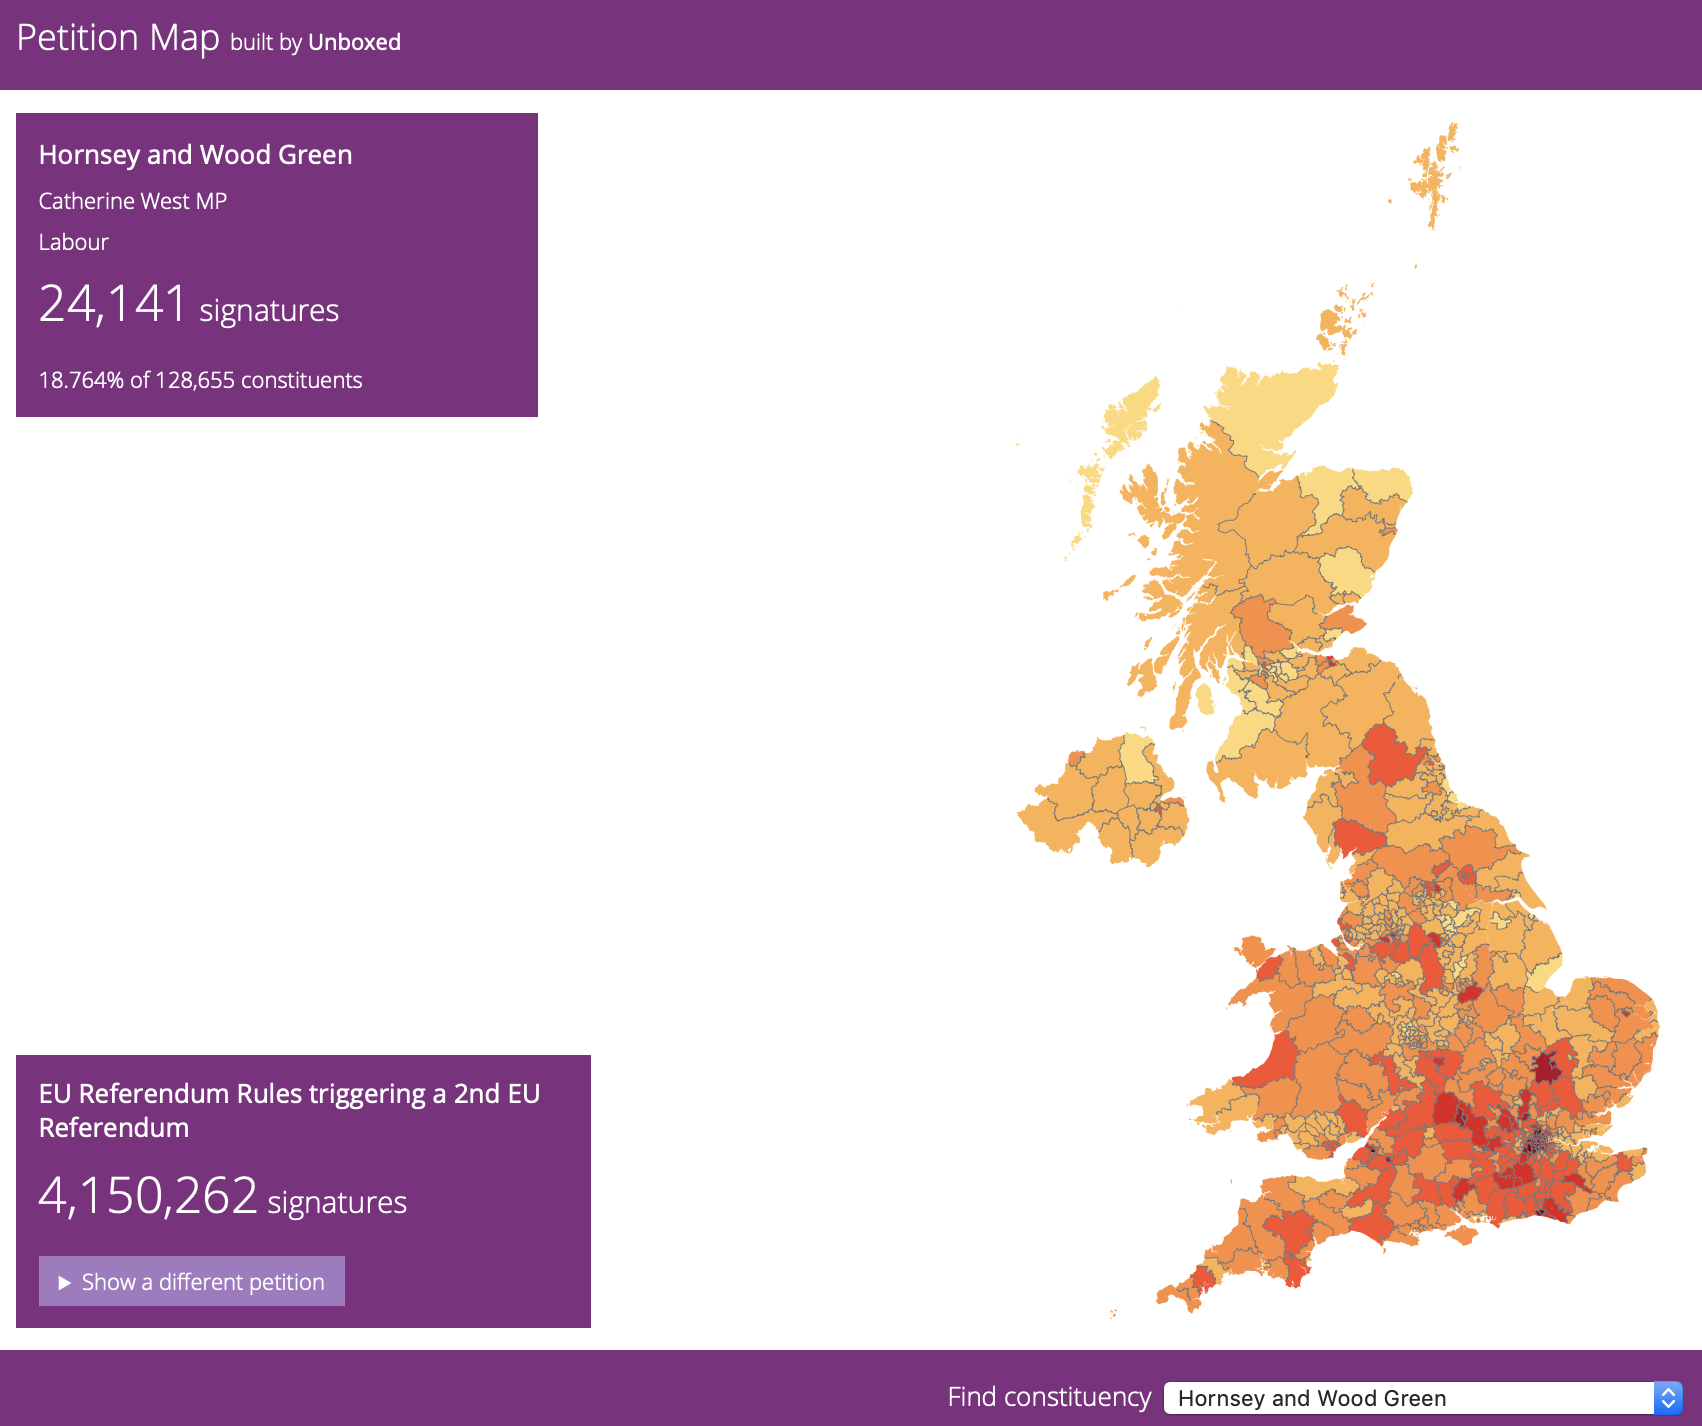 Petition Map built by Unboxed
Hornsey and Wood Green
Catherine West MP
Labour
24,141 signatures
18.764% of 128,655 constituents
EU Referendum Rules triggering a 2nd EU
Referendum
4,150,262 signatures
▶ Show a different petition
Find constituency Hornsey and Wood Green